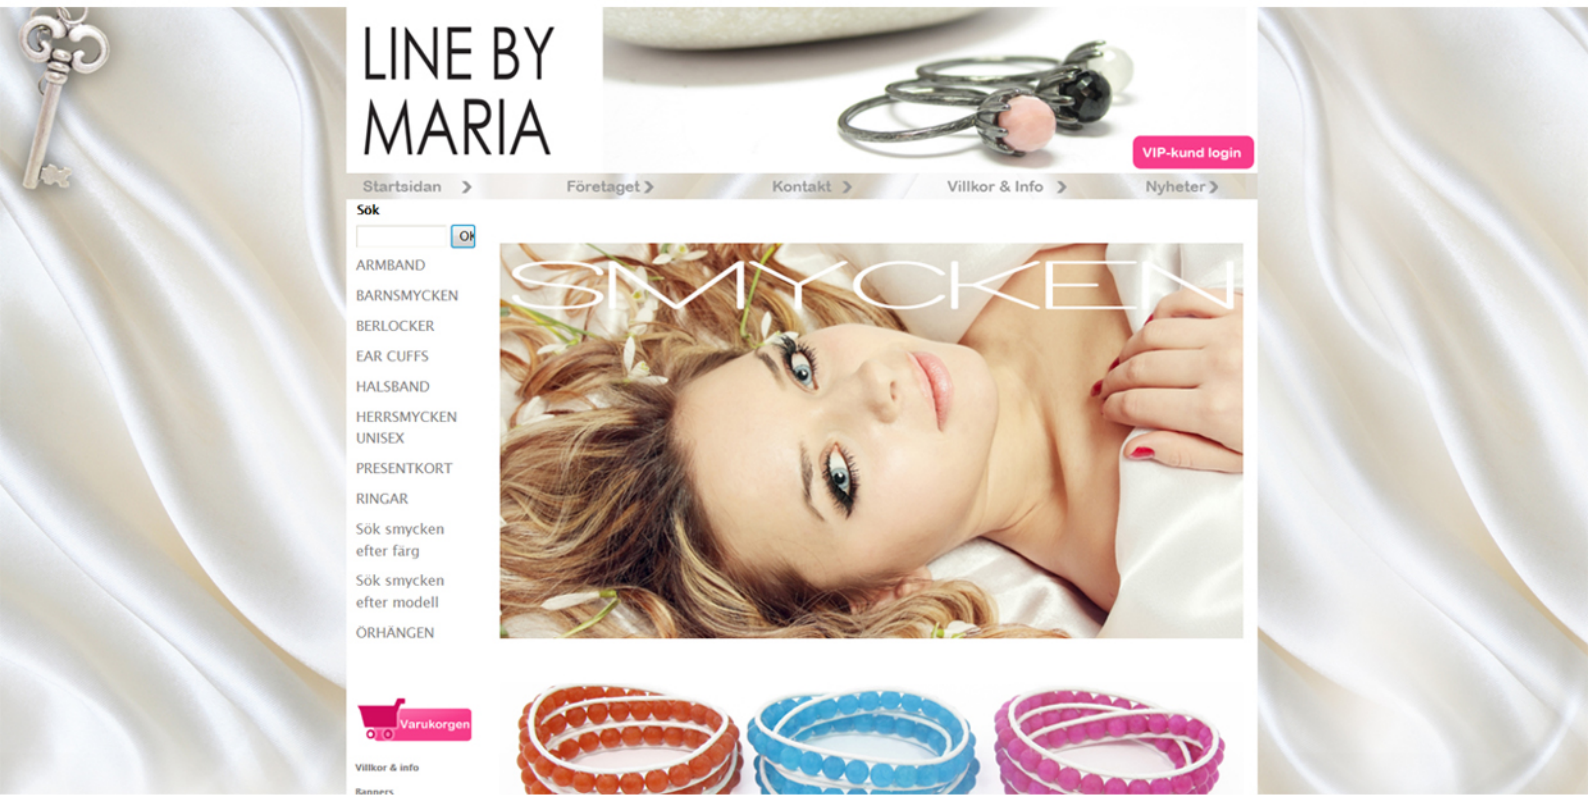 LINE BY
MARIA
VIP-kund login
Startsidan
Företaget
Kontakt
Villkor & Info
Nyheter
Sök
OK
ARMBAND
BARNSMYCKEN
BERLOCKER
EAR CUFFS
HALSBAND
HERRSMYCKEN
UNISEX
PRESENTKORT
RINGAR
Sök smycken
efter färg
Sök smycken
efter modell
ÖRHÄNGEN
SMYCKEN
Varukorgen
Villkor & info
Banners